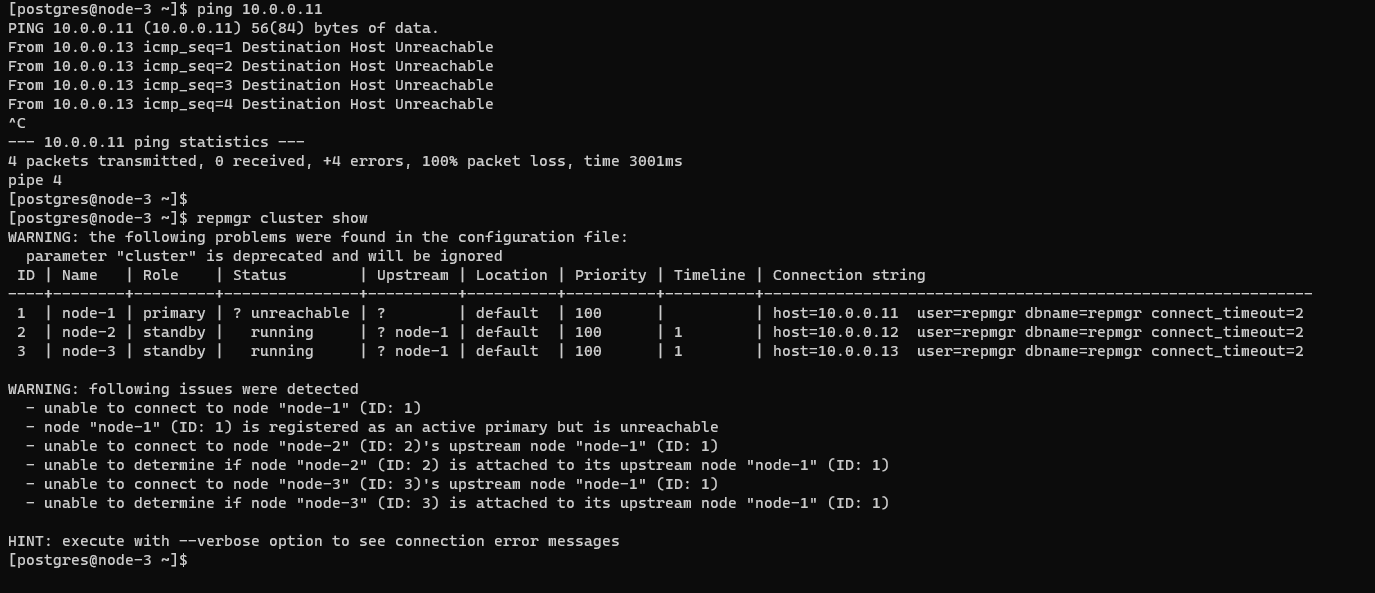 [postgres@node-3 ~]$ ping 10.0.0.11
PING 10.0.0.11 (10.0.0.11) 56(84) bytes of data.
From 10.0.0.13 icmp_seq=1 Destination Host Unreachable
From 10.0.0.13 icmp_seq=2 Destination Host Unreachable
From 10.0.0.13 icmp_seq=3 Destination Host Unreachable
From 10.0.0.13 icmp_seq=4 Destination Host Unreachable
^C
--- 10.0.0.11 ping statistics ---
4 packets transmitted, 0 received, +4 errors, 100% packet loss, time 3001ms
pipe 4
[postgres@node-3 ~]$
[postgres@node-3 ~]$ repmgr cluster show
WARNING: the following problems were found in the configuration file:
  parameter "cluster" is deprecated and will be ignored
 ID | Name   | Role    | Status        | Upstream | Location | Priority | Timeline | Connection string
----+--------+---------+---------------+----------+----------+----------+----------+-------------------------------------------------------------
 1  | node-1 | primary | ? unreachable | ?        | default  | 100      |          | host=10.0.0.11  user=repmgr dbname=repmgr connect_timeout=2
 2  | node-2 | standby |   running     | ? node-1 | default  | 100      | 1        | host=10.0.0.12  user=repmgr dbname=repmgr connect_timeout=2
 3  | node-3 | standby |   running     | ? node-1 | default  | 100      | 1        | host=10.0.0.13  user=repmgr dbname=repmgr connect_timeout=2

WARNING: following issues were detected
  - unable to connect to node "node-1" (ID: 1)
  - node "node-1" (ID: 1) is registered as an active primary but is unreachable
  - unable to connect to node "node-2" (ID: 2)'s upstream node "node-1" (ID: 1)
  - unable to determine if node "node-2" (ID: 2) is attached to its upstream node "node-1" (ID: 1)
  - unable to connect to node "node-3" (ID: 3)'s upstream node "node-1" (ID: 1)
  - unable to determine if node "node-3" (ID: 3) is attached to its upstream node "node-1" (ID: 1)

HINT: execute with --verbose option to see connection error messages
[postgres@node-3 ~]$